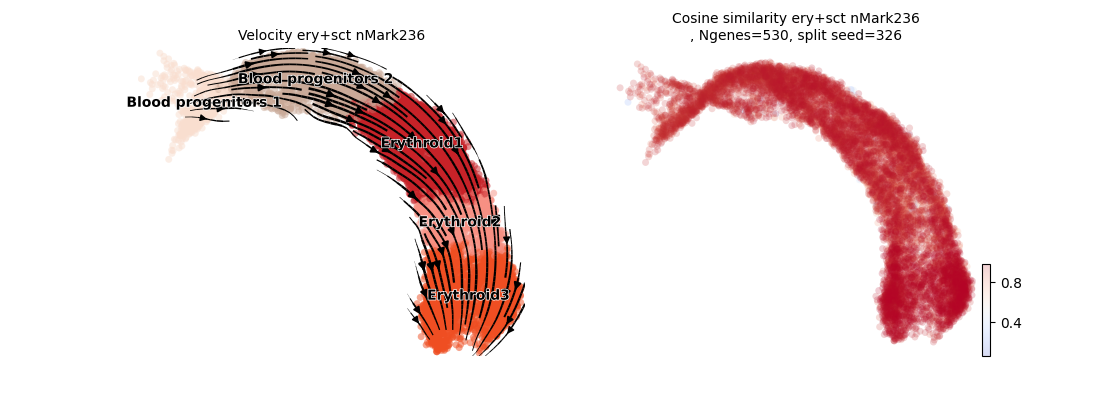 Velocity ery+sct nMark236
Blood progenitors 2
Blood progenitors 1
Erythroid1
Erythroid2
Erythroid3
Cosine similarity ery+sct nMark236
, Ngenes=530, split seed=326
0.8
0.4